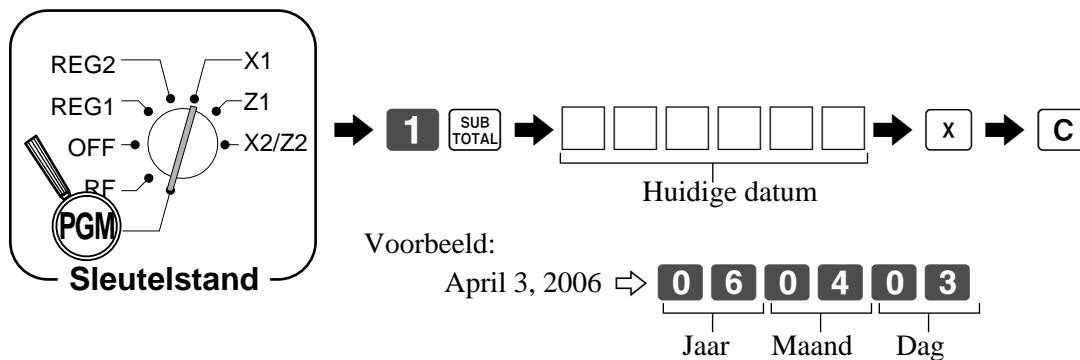 REG2
X1
REG1
Z1
OFF
X2/Z2
RF
PGM
Sleutelstand
1 SUB TOTAL X C
Huidige datum
Voorbeeld:
April 3, 2006 ⇨ 0 6 0 4 0 3
Jaar Maand Dag